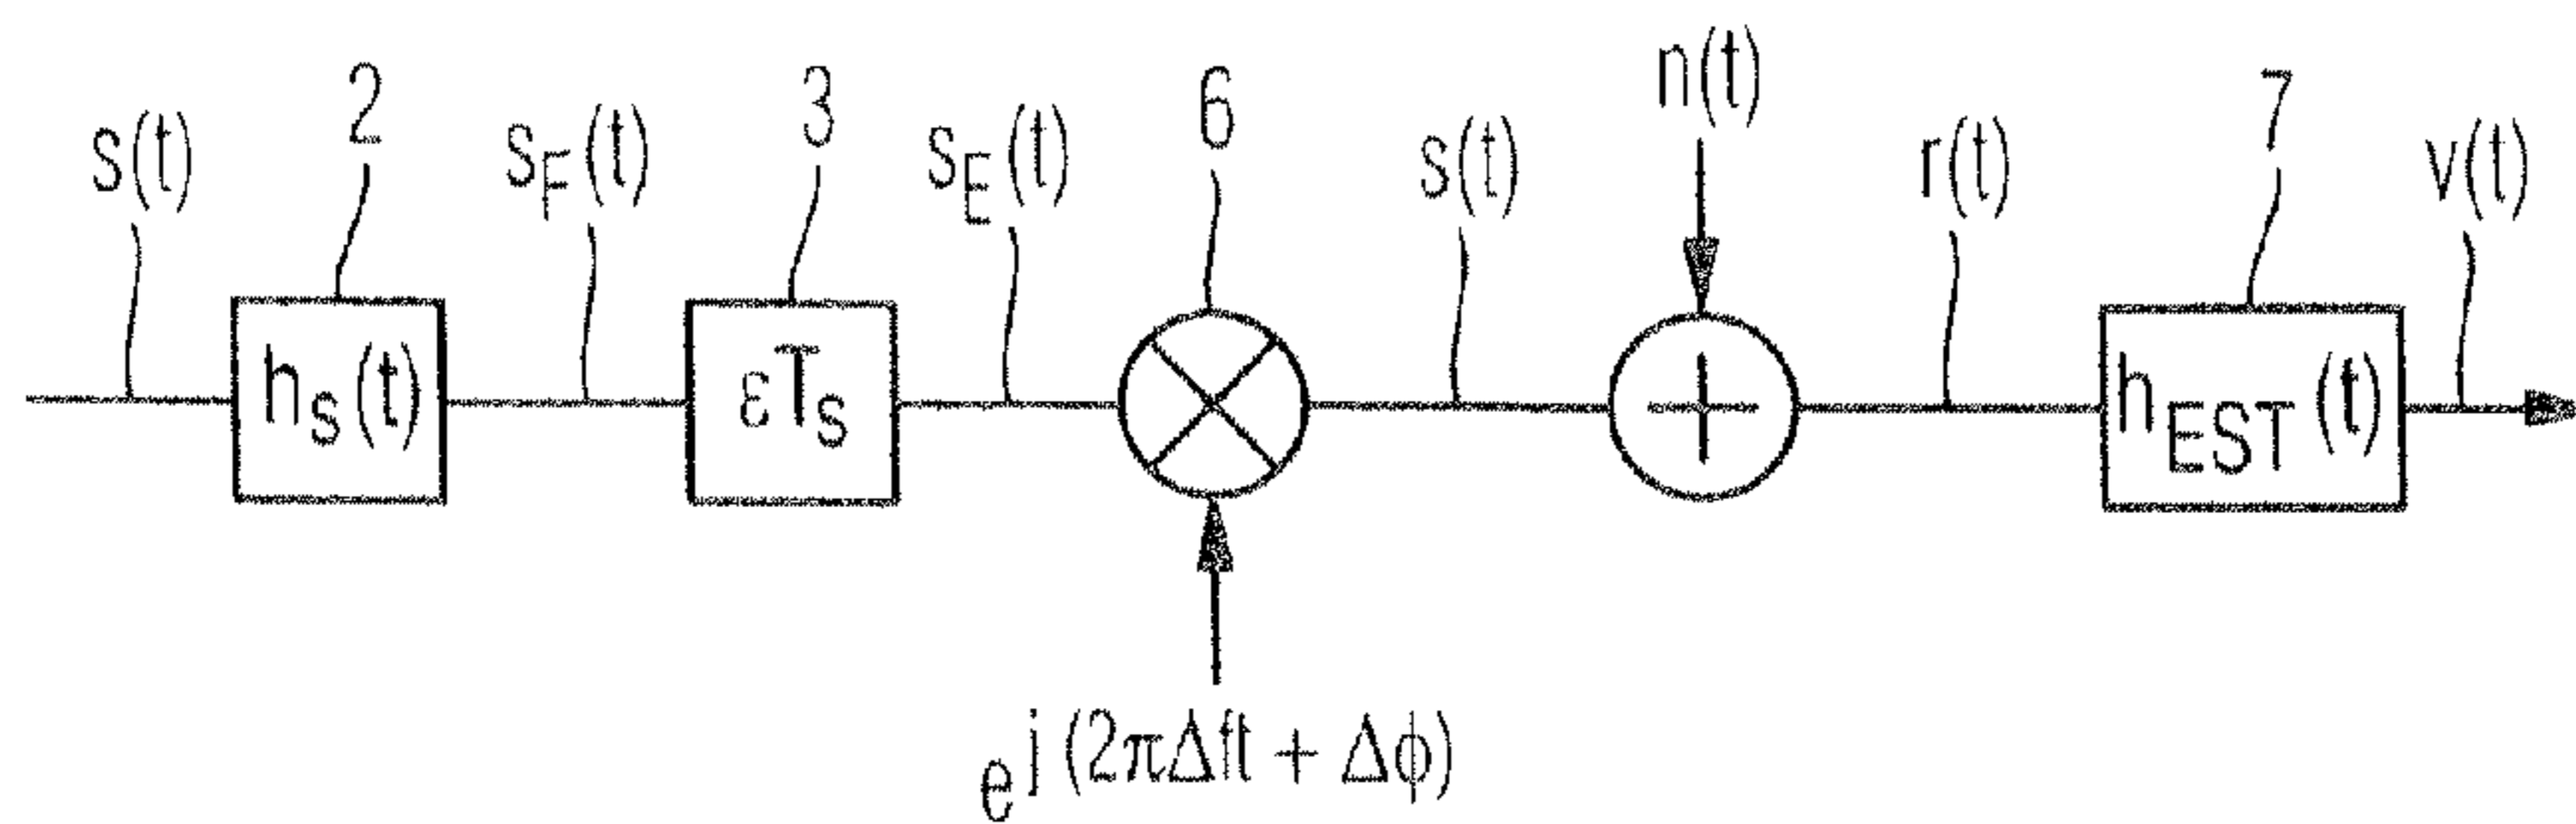 s(t)
2
s_F(t)
3
s_E(t)
6
s(t)
n(t)
r(t)
7
v(t)
h_S(t)
εT_S
h_EST(t)
e^j(2πΔft + Δϕ)